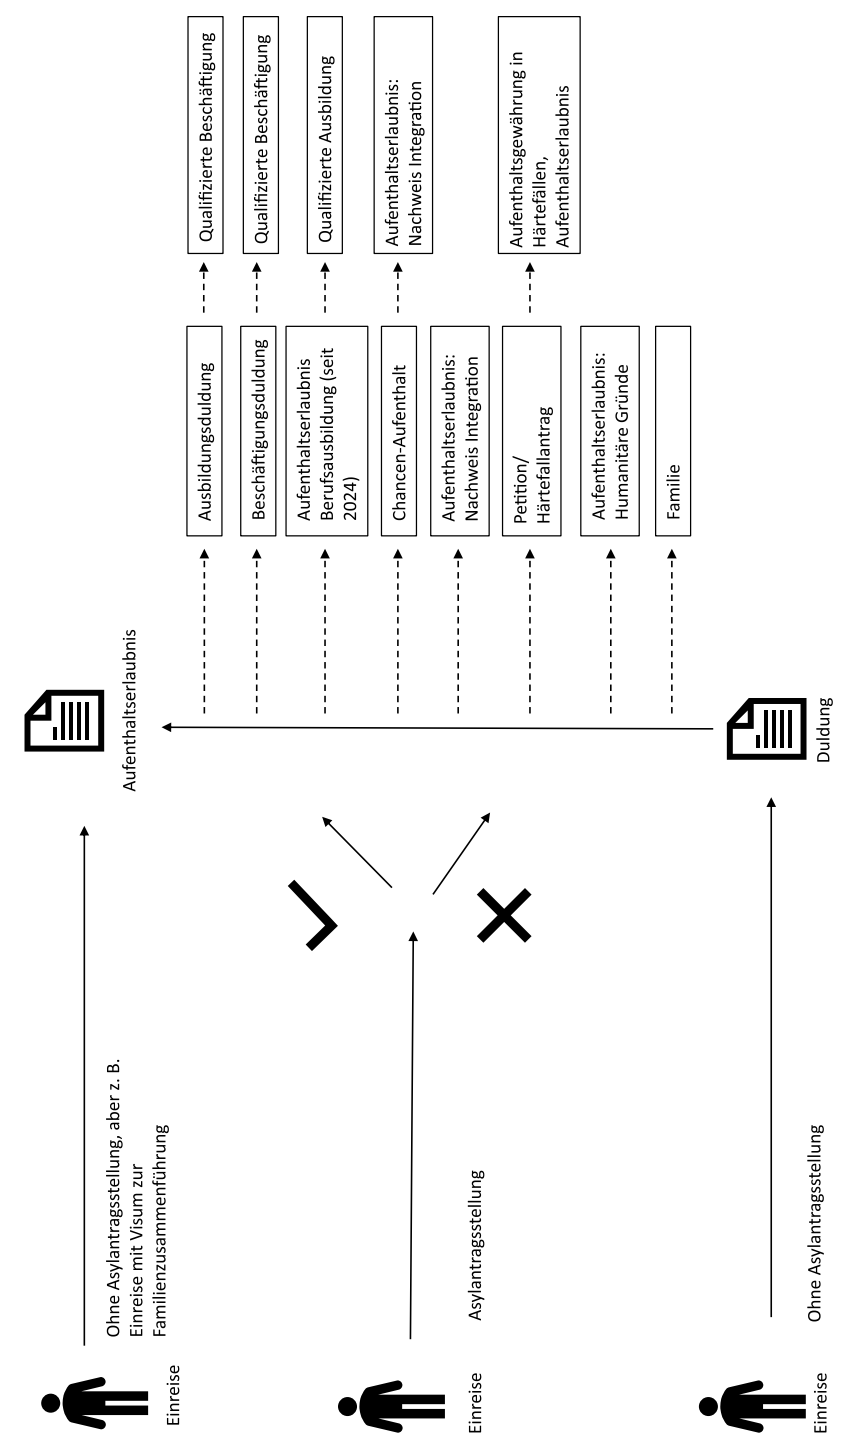 Einreise
Ohne Asylantragsstellung, aber z. B.
Einreise mit Visum zur
Familienzusammenführung
Aufenthaltserlaubnis
Einreise
Asylantragsstellung
Einreise
Ohne Asylantragsstellung
Duldung
Ausbildungsduldung
Qualifizierte Beschäftigung
Beschäftigungsduldung
Qualifizierte Beschäftigung
Aufenthaltserlaubnis
Berufsausbildung (seit
2024)
Qualifizierte Ausbildung
Chancen-Aufenthalt
Aufenthaltserlaubnis:
Nachweis Integration
Aufenthaltserlaubnis:
Nachweis Integration
Petition/
Härtefallantrag
Aufenthaltsgewährung in
Härtefällen,
Aufenthaltserlaubnis
Aufenthaltserlaubnis:
Humanitäre Gründe
Familie